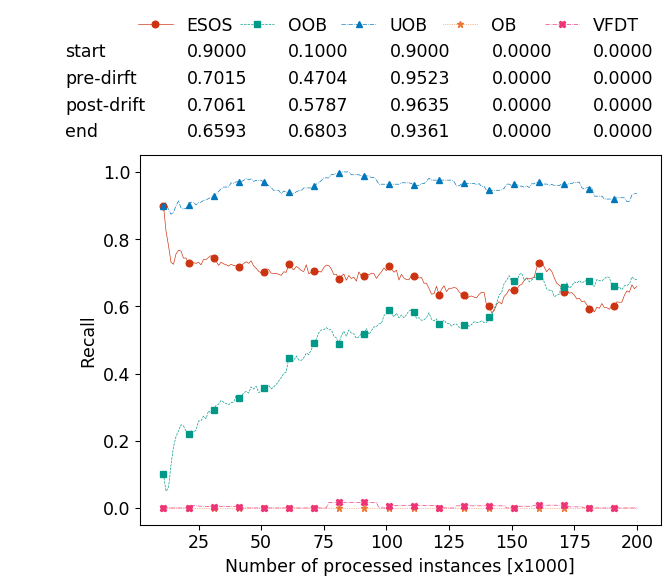 ESOS OOB UOB OB VFDT
start 0.9000 0.1000 0.9000 0.0000 0.0000
pre-dirft 0.7015 0.4704 0.9523 0.0000 0.0000
post-drift 0.7061 0.5787 0.9635 0.0000 0.0000
end 0.6593 0.6803 0.9361 0.0000 0.0000
1.0
0.8
0.6
0.4
0.2
0.0
Recall
25 50 75 100 125 150 175 200
Number of processed instances [x1000]